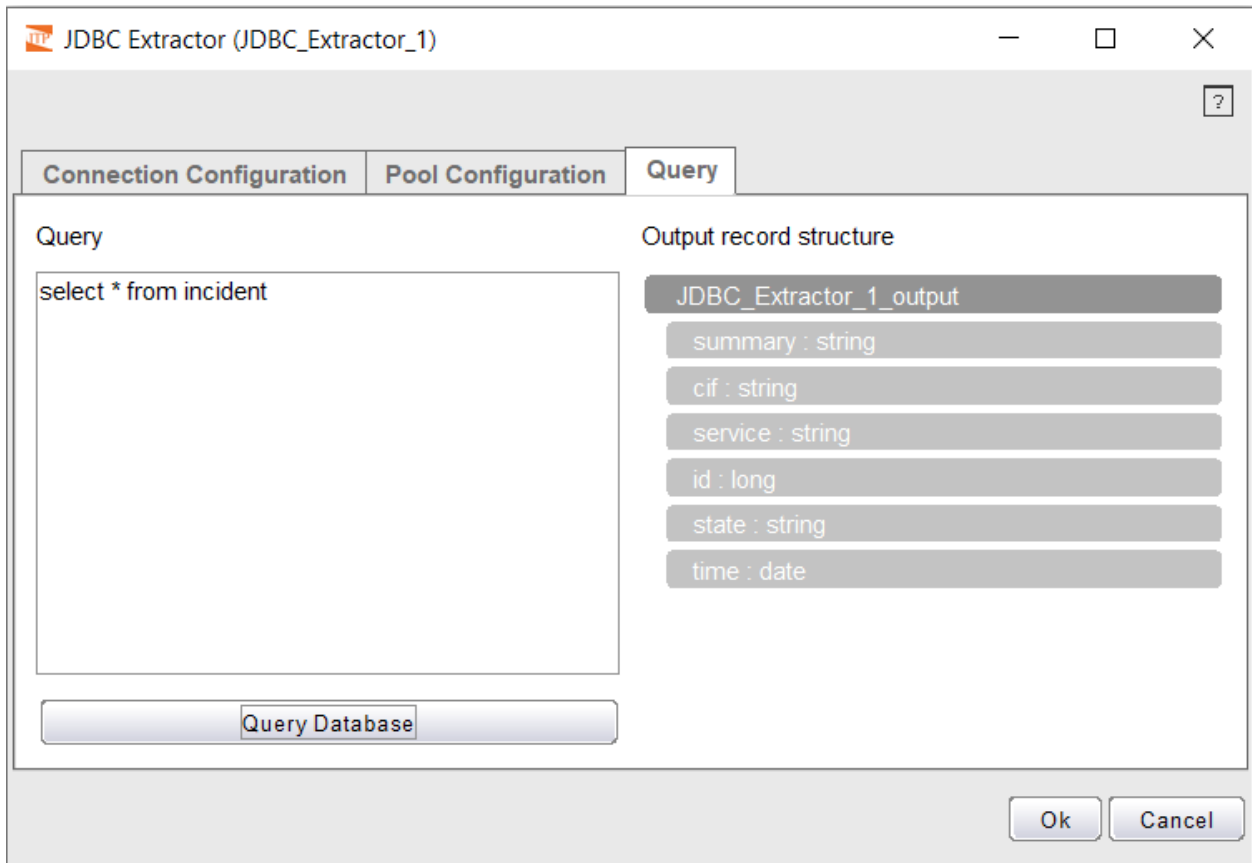 JTP JDBC Extractor (JDBC_Extractor_1)
?
Connection Configuration Pool Configuration Query
Query
select * from incident
Query Database
Output record structure
JDBC_Extractor_1_output
summary : string
cif : string
service : string
id : long
state : string
time : date
Ok Cancel